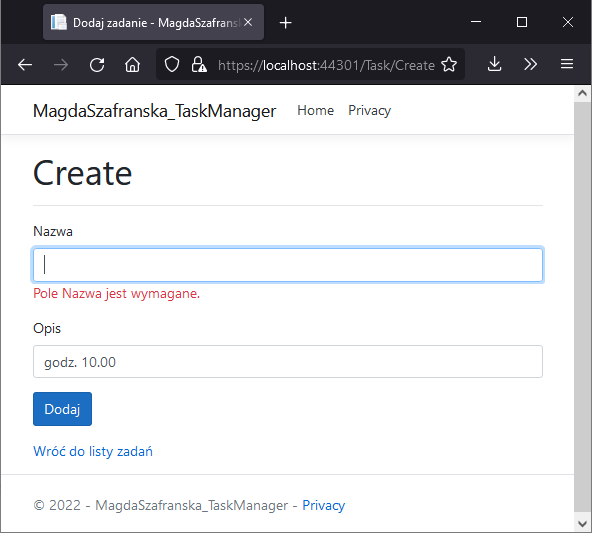 Dodaj zadanie - MagdaSzafransk
https://localhost:44301/Task/Create
MagdaSzafranska_TaskManager Home Privacy
Create
Nazwa
Pole Nazwa jest wymagane.
Opis
godz. 10.00
Dodaj
Wróć do listy zadań
© 2022 - MagdaSzafranska_TaskManager - Privacy